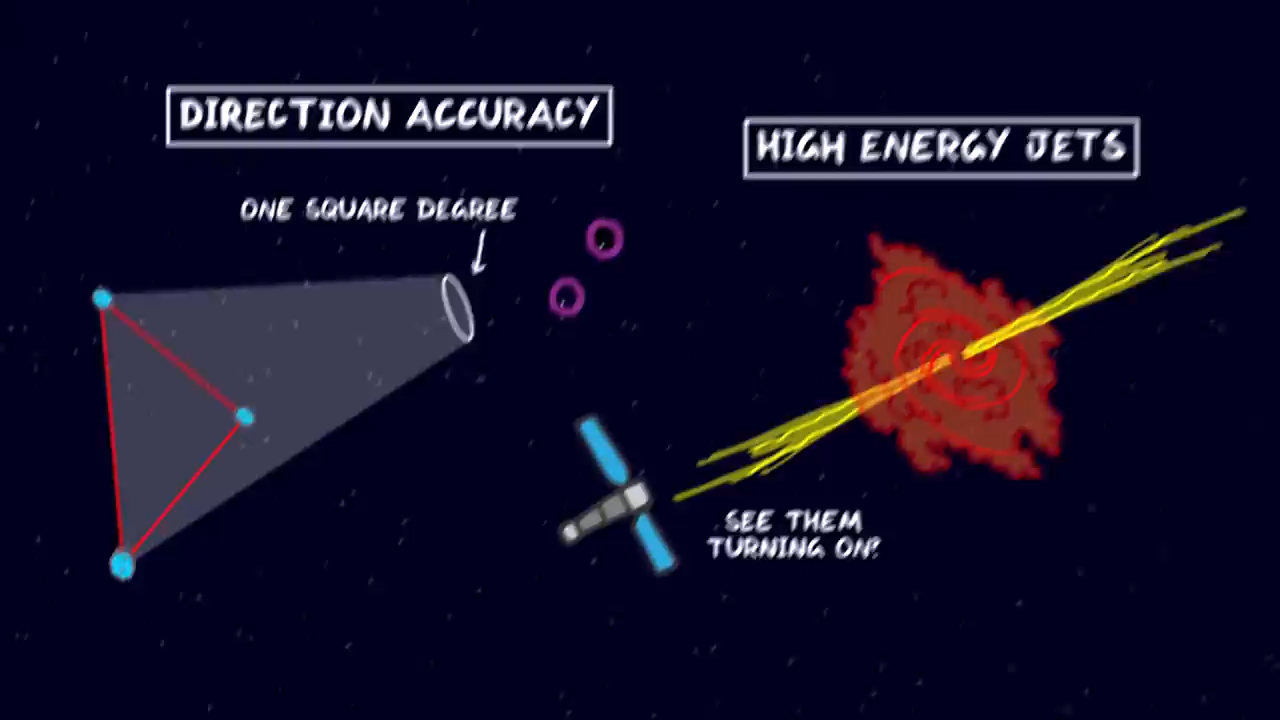 DIRECTION ACCURACY
ONE SQUARE DEGREE
HIGH ENERGY JETS
SEE THEM
TURNING ON?